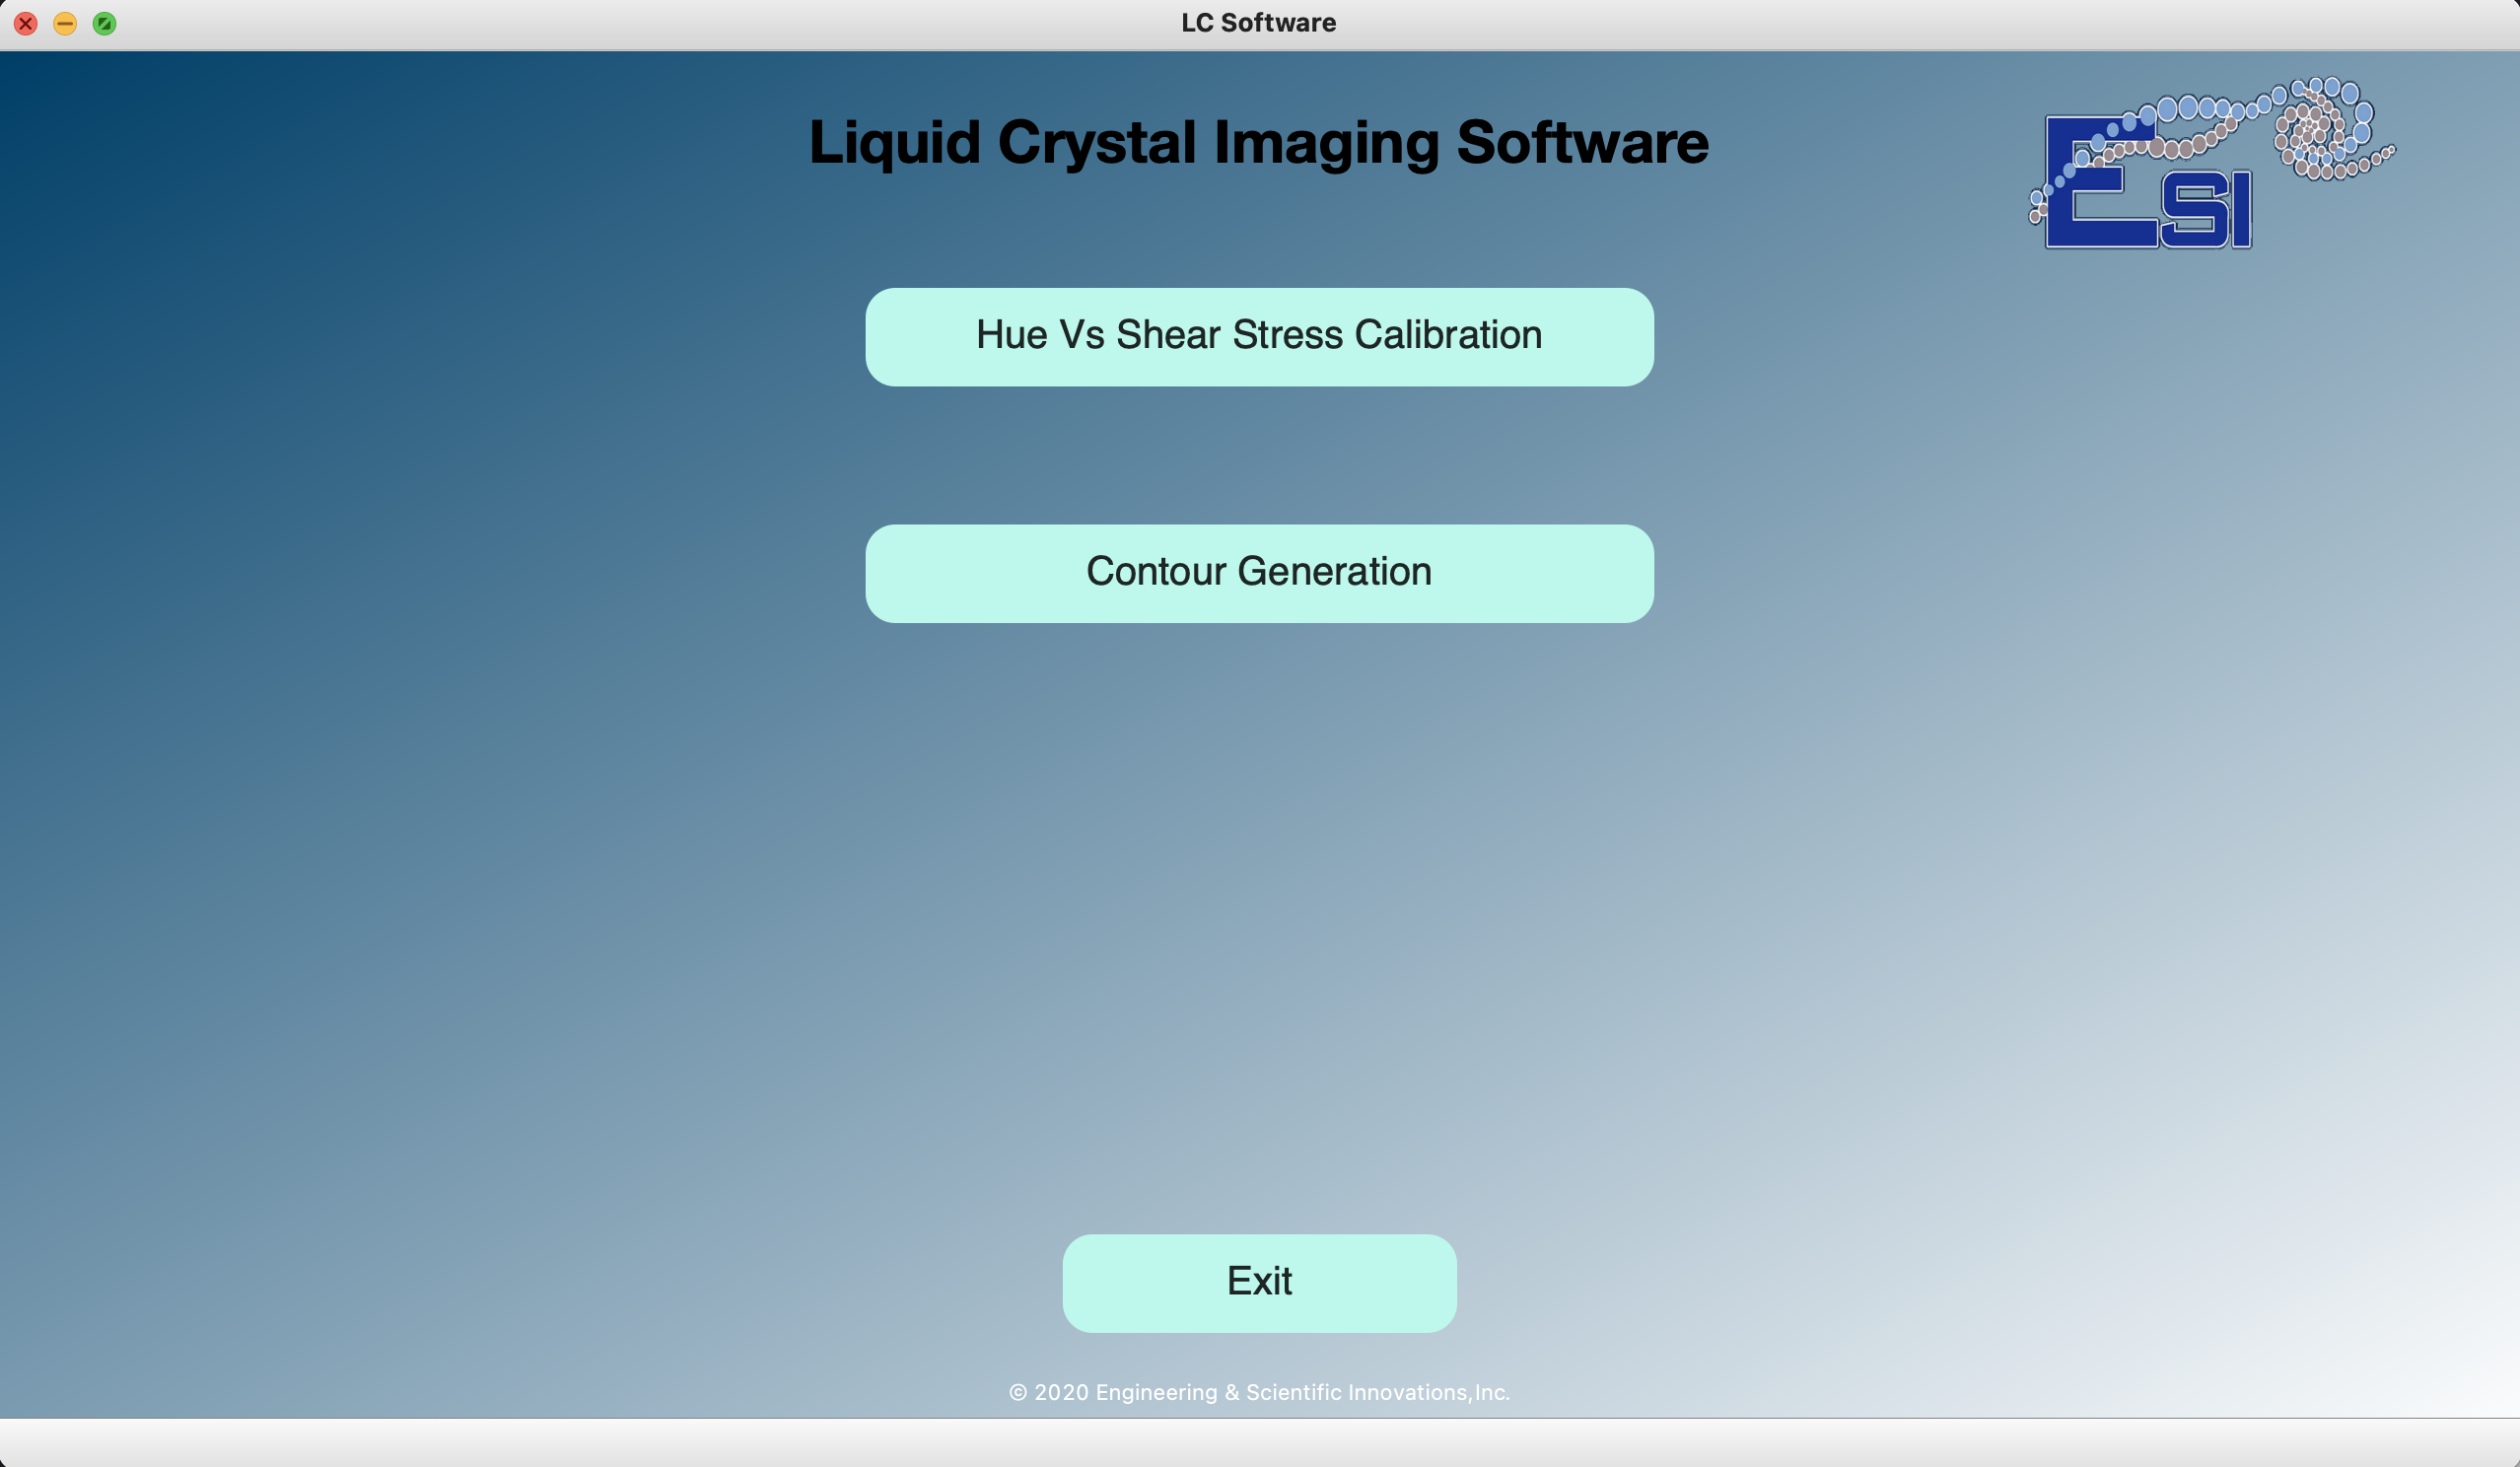 LC Software
Liquid Crystal Imaging Software
ESI
Hue Vs Shear Stress Calibration
Contour Generation
Exit
© 2020 Engineering & Scientific Innovations,Inc.